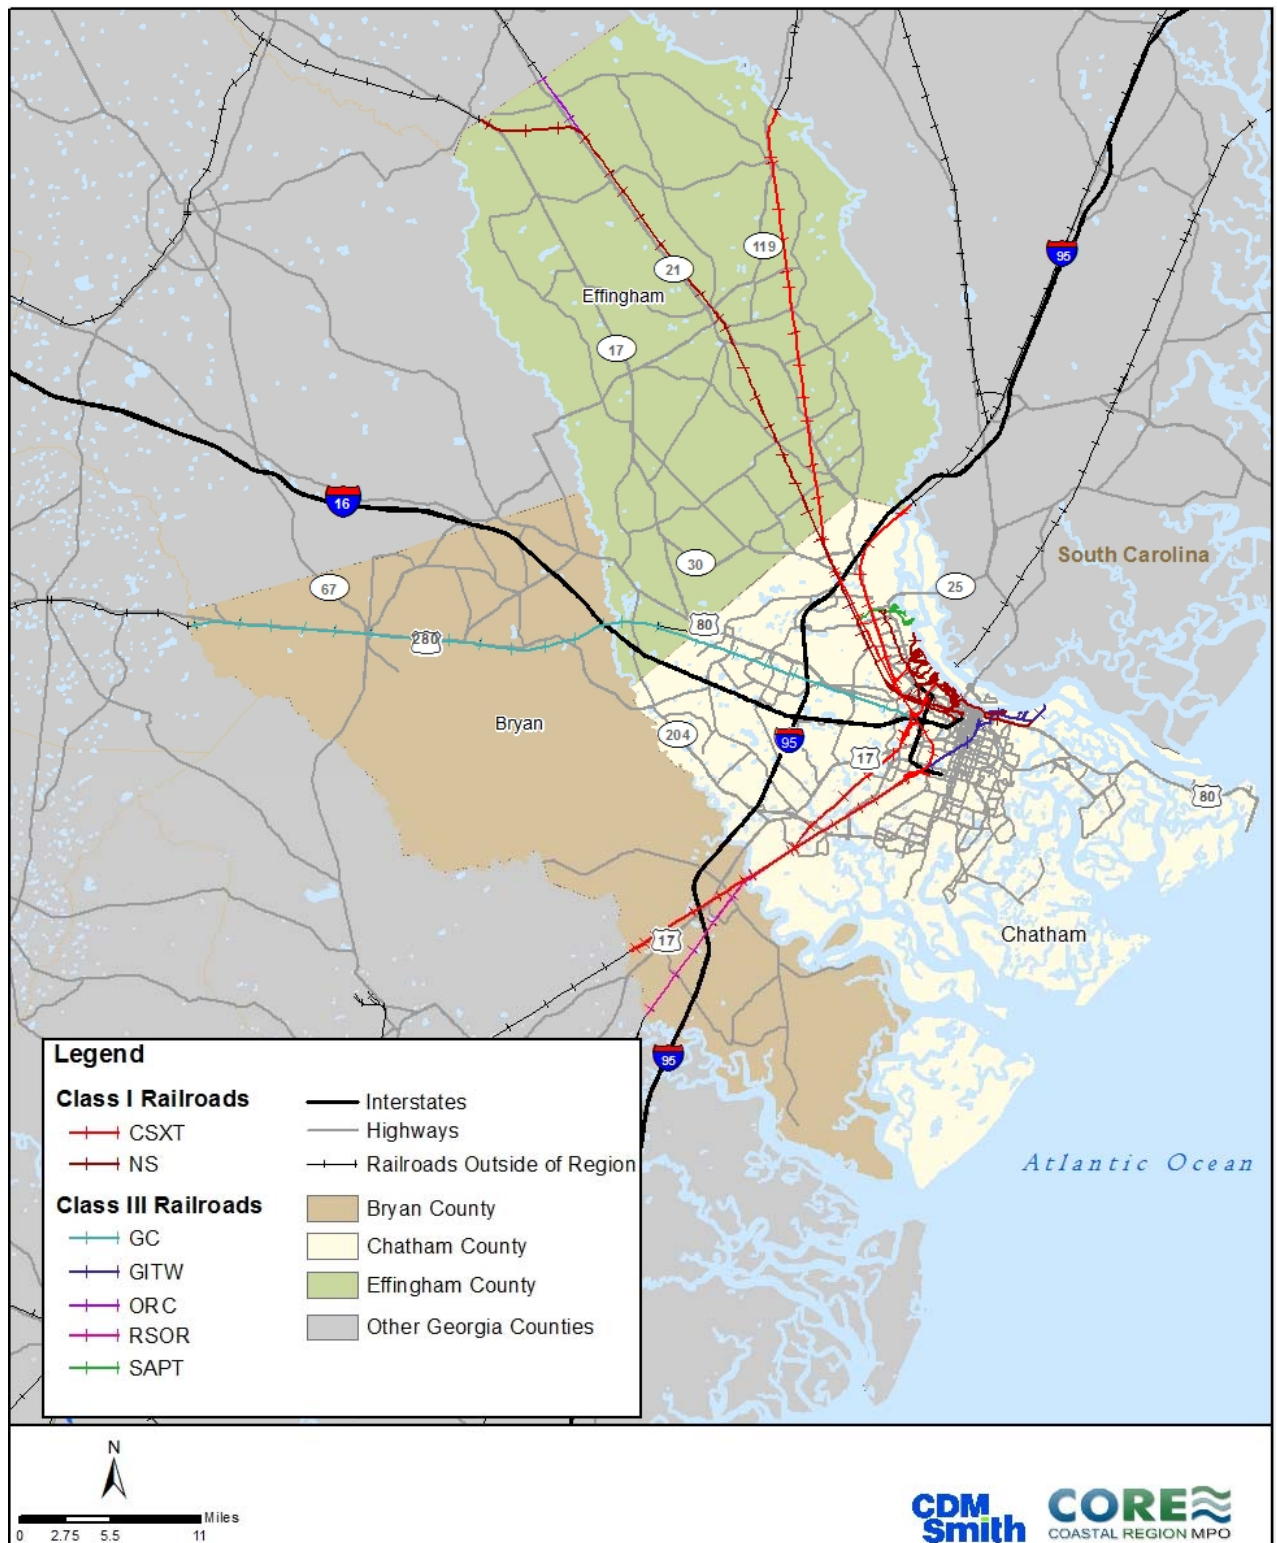 95
119
21
Effingham
17
16
30
South Carolina
25
67
80
280
Bryan
204
95
17
80
Chatham
17
95
Atlantic Ocean
Legend
Class I Railroads
CSXT
NS
Class III Railroads
GC
GITW
ORC
RSOR
SAPT
Interstates
Highways
Railroads Outside of Region
Bryan County
Chatham County
Effingham County
Other Georgia Counties
N
Miles
0 2.75 5.5 11
CDM
Smith
CORE
COASTAL REGION MPO